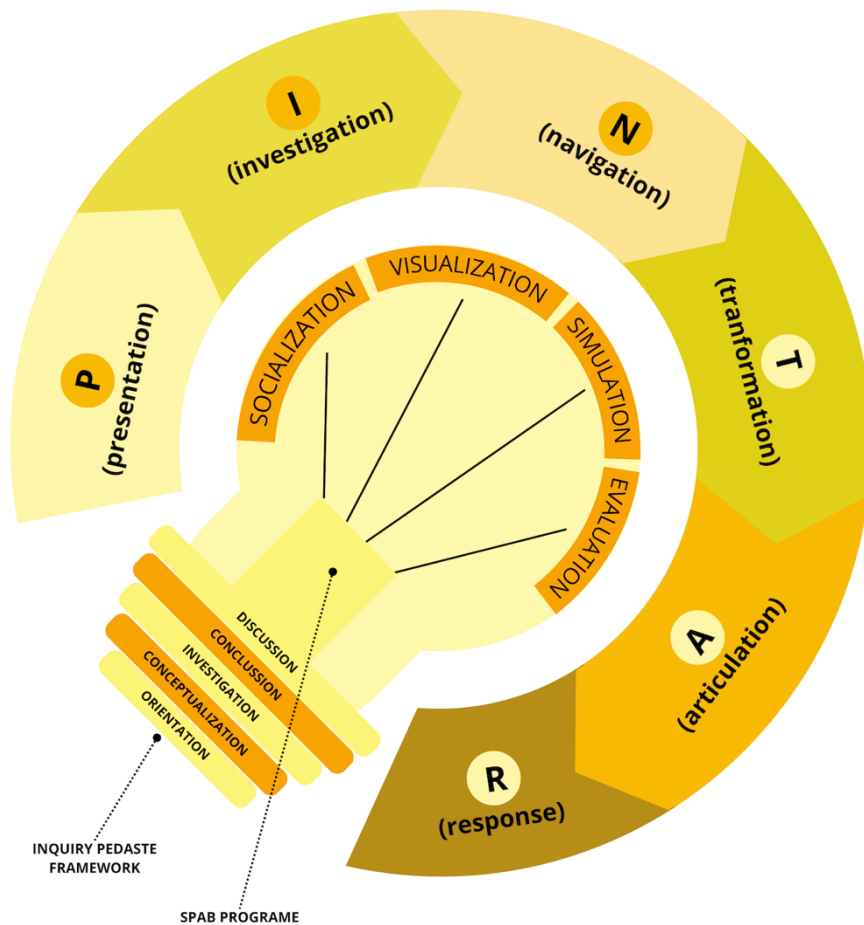 P
(presentation)
I
(investigation)
N
(navigation)
T
(tranformation)
A
(articulation)
R
(response)
SOCIALIZATION
VISUALIZATION
SIMULATION
EVALUATION
DISCUSSION
CONCLUSSION
INVESTIGATION
CONCEPTUALIZATION
ORIENTATION
INQUIRY PEDASTE
FRAMEWORK
SPAB PROGRAME